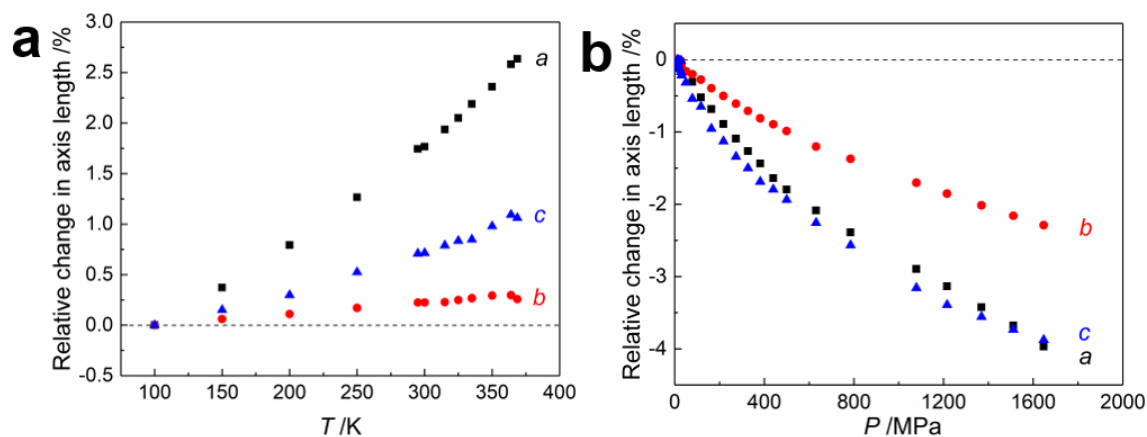 a
Relative change in axis length /%
3.0
2.5
2.0
1.5
1.0
0.5
0.0
-0.5
a
c
b
100 150 200 250 300 350 400
T /K
b
Relative change in axis length /%
0
-1
-2
-3
-4
b
c
a
0 400 800 1200 1600 2000
P /MPa